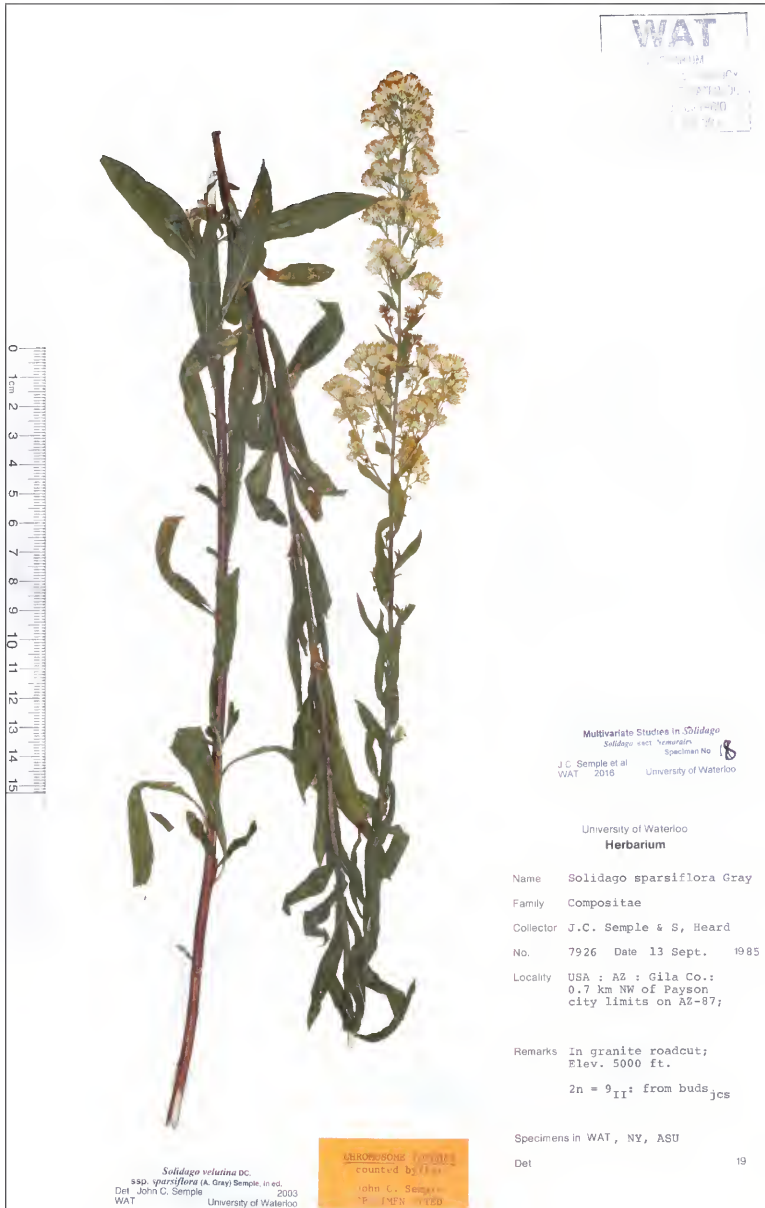 WAT
0
1cm
2
3
4
5
6
7
8
9
10
11
12
13
14
15
Multivariate Studies in Solidago
Solidago sect. Nemorales
Specimen No 18
J C Semple et al
WAT 2016 University of Waterloo
University of Waterloo
Herbarium
Name Solidago sparsiflora Gray
Family Compositae
Collector J.C. Semple & S, Heard
No. 7926 Date 13 Sept. 1985
Locality USA : AZ : Gila Co.:
0.7 km NW of Payson
city limits on AZ-87;
Remarks In granite roadcut;
Elev. 5000 ft.
2n = 9II: from buds jcs
Specimens in WAT, NY, ASU
Det 19
Solidago velutina DC.
ssp. sparsiflora (A. Gray) Semple, in ed.
Det John C. Semple 2003
WAT University of Waterloo
CHROMOSOME
counted by
John C. Semple